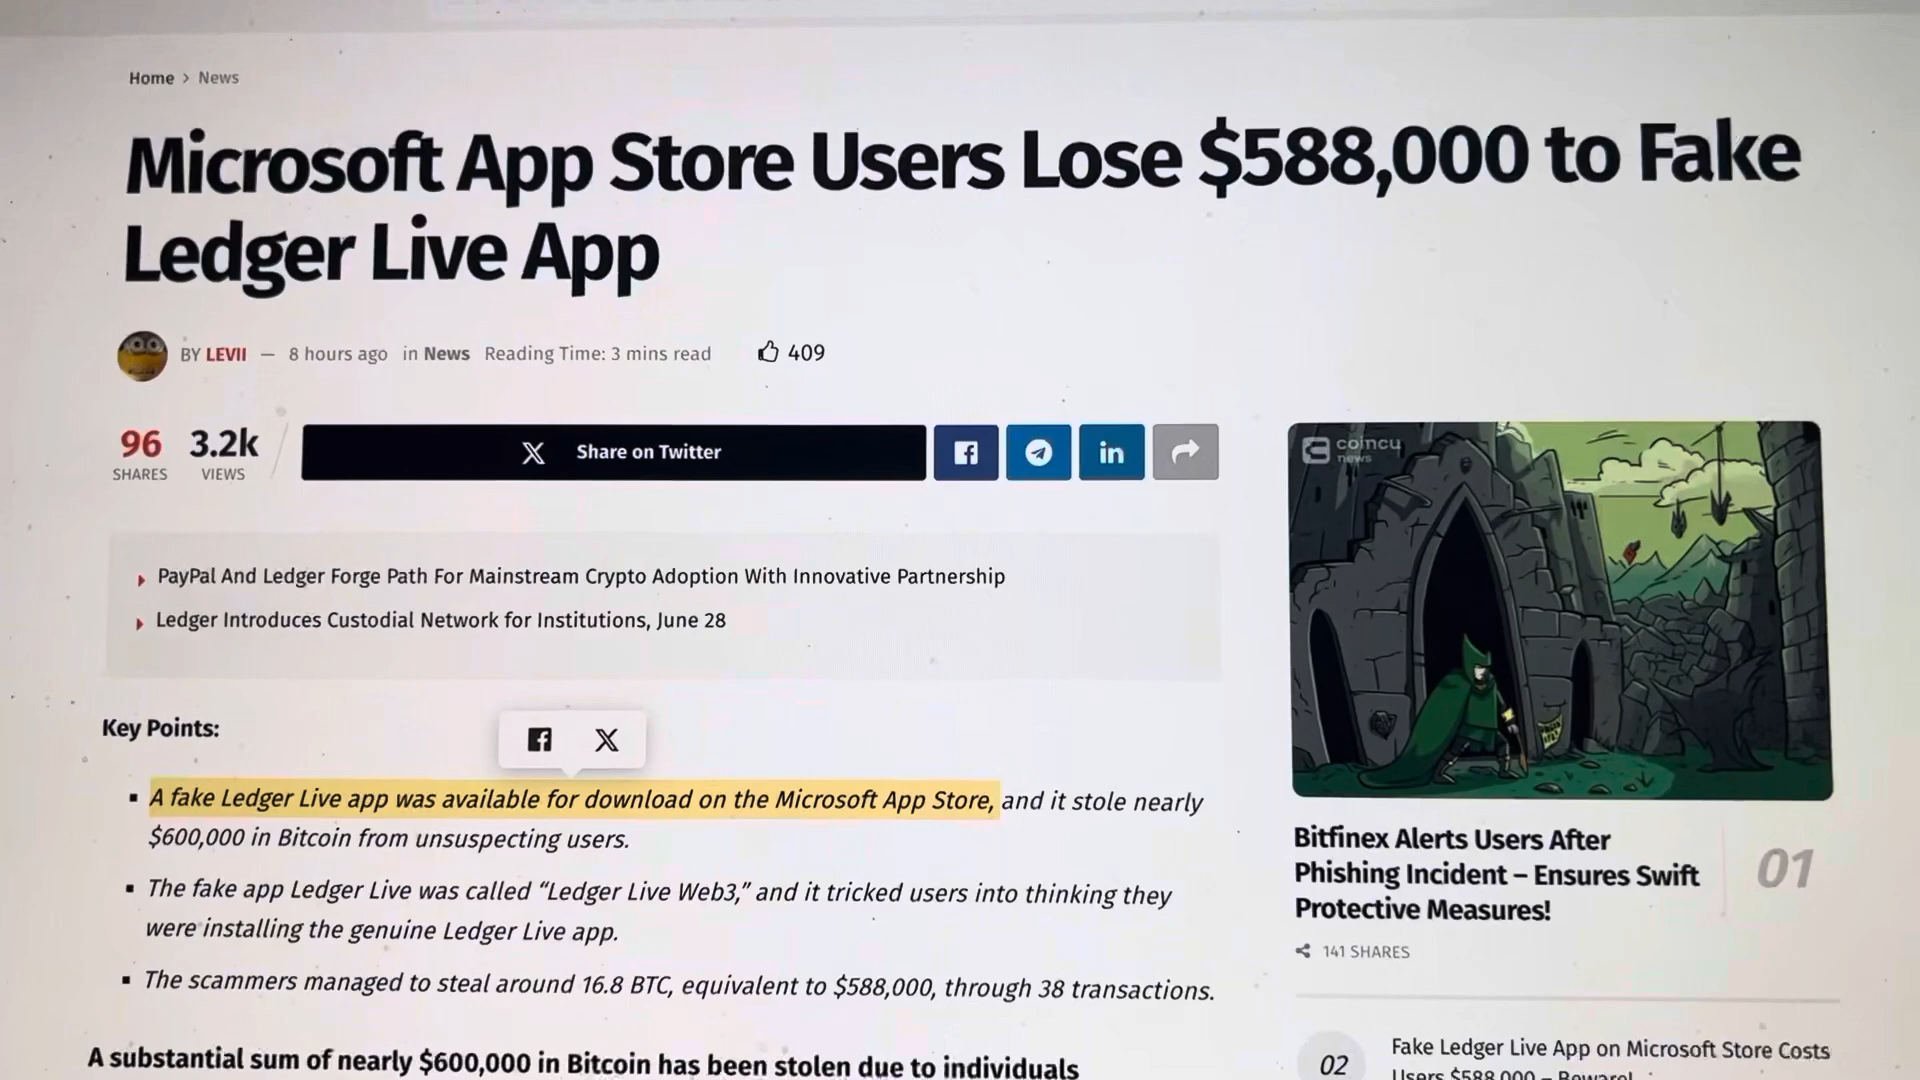 Home > News
Microsoft App Store Users Lose $588,000 to Fake
Ledger Live App
BY LEVII — 8 hours ago in News Reading Time: 3 mins read 409
96 3.2k
SHARES VIEWS
Share on Twitter
PayPal And Ledger Forge Path For Mainstream Crypto Adoption With Innovative Partnership
Ledger Introduces Custodial Network for Institutions, June 28
Key Points:
A fake Ledger Live app was available for download on the Microsoft App Store, and it stole nearly
$600,000 in Bitcoin from unsuspecting users.
The fake app Ledger Live was called “Ledger Live Web3,” and it tricked users into thinking they
were installing the genuine Ledger Live app.
The scammers managed to steal around 16.8 BTC, equivalent to $588,000, through 38 transactions.
A substantial sum of nearly $600,000 in Bitcoin has been stolen due to individuals
coincu
news
Bitfinex Alerts Users After
Phishing Incident – Ensures Swift
Protective Measures!
01
141 SHARES
02
Fake Ledger Live App on Microsoft Store Costs
Users $588,000 – Beware!